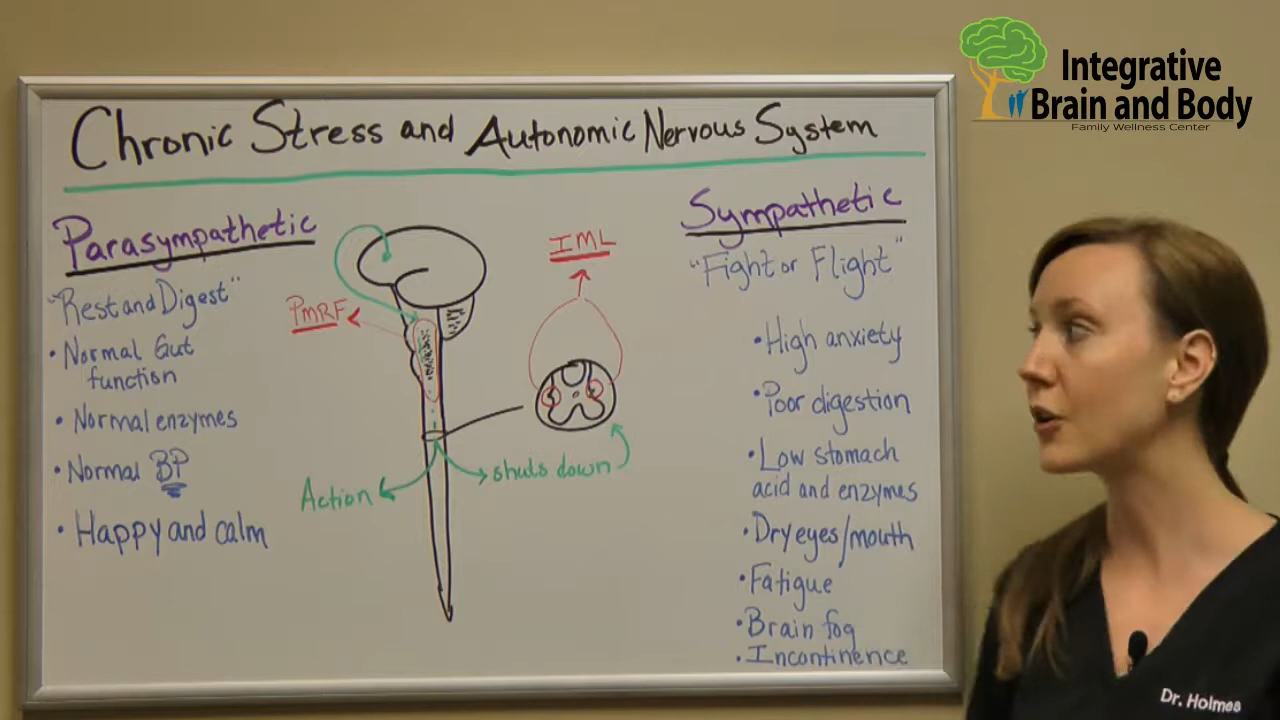 Integrative
Brain and Body
Family Wellness Center
Chronic Stress and Autonomic Nervous System
Parasympathetic
"Rest and Digest"
• Normal Gut
function
• Normal enzymes
• Normal BP
• Happy and calm
PMRF
IML
Action
shuts down
Sympathetic
"Fight or Flight"
• High anxiety
• Poor digestion
• Low stomach
acid and enzymes
• Dry eyes/mouth
• Fatigue
• Brain fog
• Incontinence
Dr. Holmes